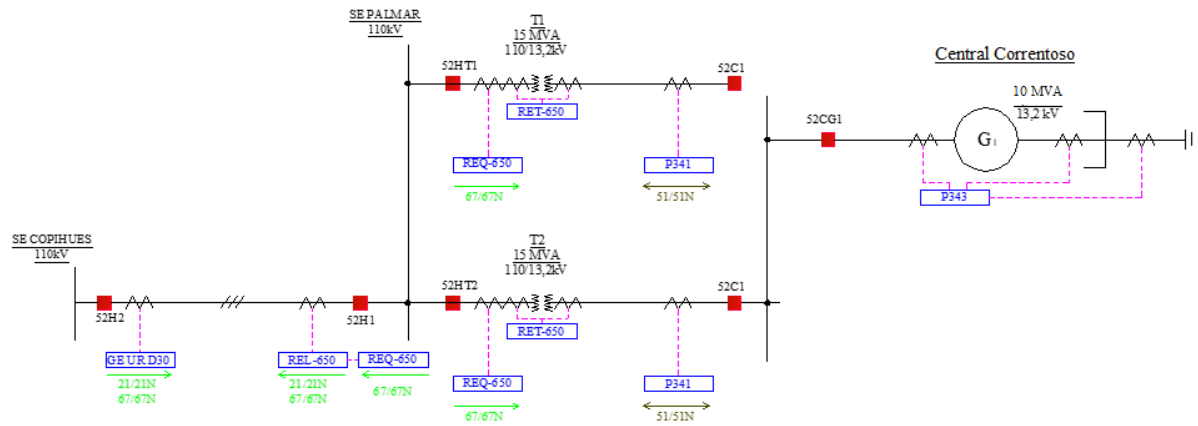 SE PALMAR
110kV
T1
15 MVA
110/13,2kV
52HT1
52C1
RET-650
REQ-650
67/67N
P341
51/51N
Central Correntoso
10 MVA
13,2 kV
52CG1
G1
P343
SE COPIHUES
110kV
52H2
52H1
GE UR D30
21/21N
67/67N
REL-650
21/21N
67/67N
REQ-650
67/67N
T2
15 MVA
110/13,2kV
52HT2
52C1
RET-650
REQ-650
67/67N
P341
51/51N